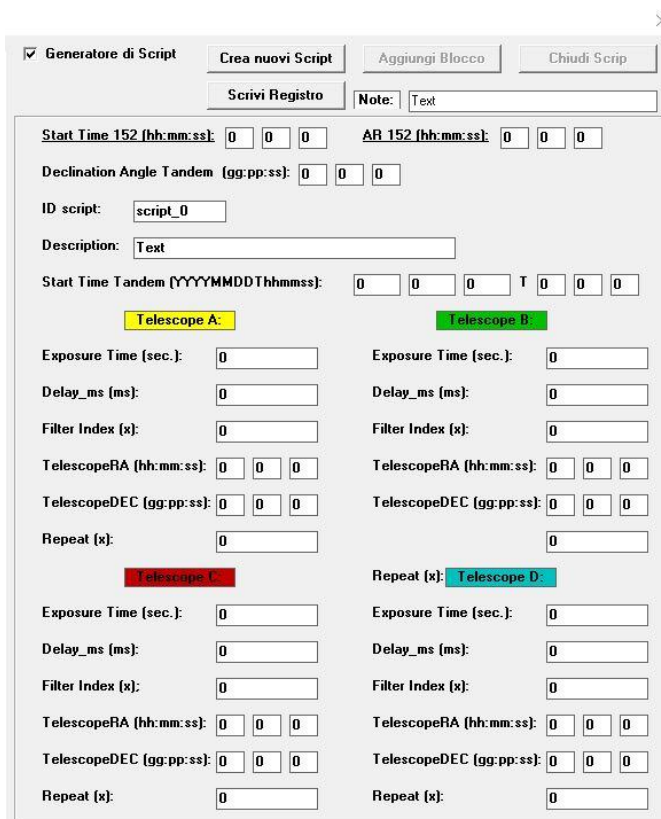 Generatore di Script Crea nuovi Script Aggiungi Blocco Chiudi Scrip
Scrivi Registro Note: Text
Start Time 152 (hh:mm:ss): 0 0 0 AR 152 (hh:mm:ss): 0 0 0
Declination Angle Tandem (gg:pp:ss): 0 0 0
ID script: script_0
Description: Text
Start Time Tandem (YYYYMMDDThhmmss): 0 0 0 T 0 0 0
Telescope A: Telescope B:
Exposure Time (sec.): 0 Exposure Time (sec.): 0
Delay_ms (ms): 0 Delay_ms (ms): 0
Filter Index (x): 0 Filter Index (x): 0
TelescopeRA (hh:mm:ss): 0 0 0 TelescopeRA (hh:mm:ss): 0 0 0
TelescopeDEC (gg:pp:ss): 0 0 0 TelescopeDEC (gg:pp:ss): 0 0 0
Repeat (x): 0 0
Telescope C: Repeat (x): Telescope D:
Exposure Time (sec.): 0 Exposure Time (sec.): 0
Delay_ms (ms): 0 Delay_ms (ms): 0
Filter Index (x); 0 Filter Index (x): 0
TelescopeRA (hh:mm:ss): 0 0 0 TelescopeRA (hh:mm:ss): 0 0 0
TelescopeDEC (gg:pp:ss): 0 0 0 TelescopeDEC (gg:pp:ss): 0 0 0
Repeat (x): 0 Repeat (x): 0